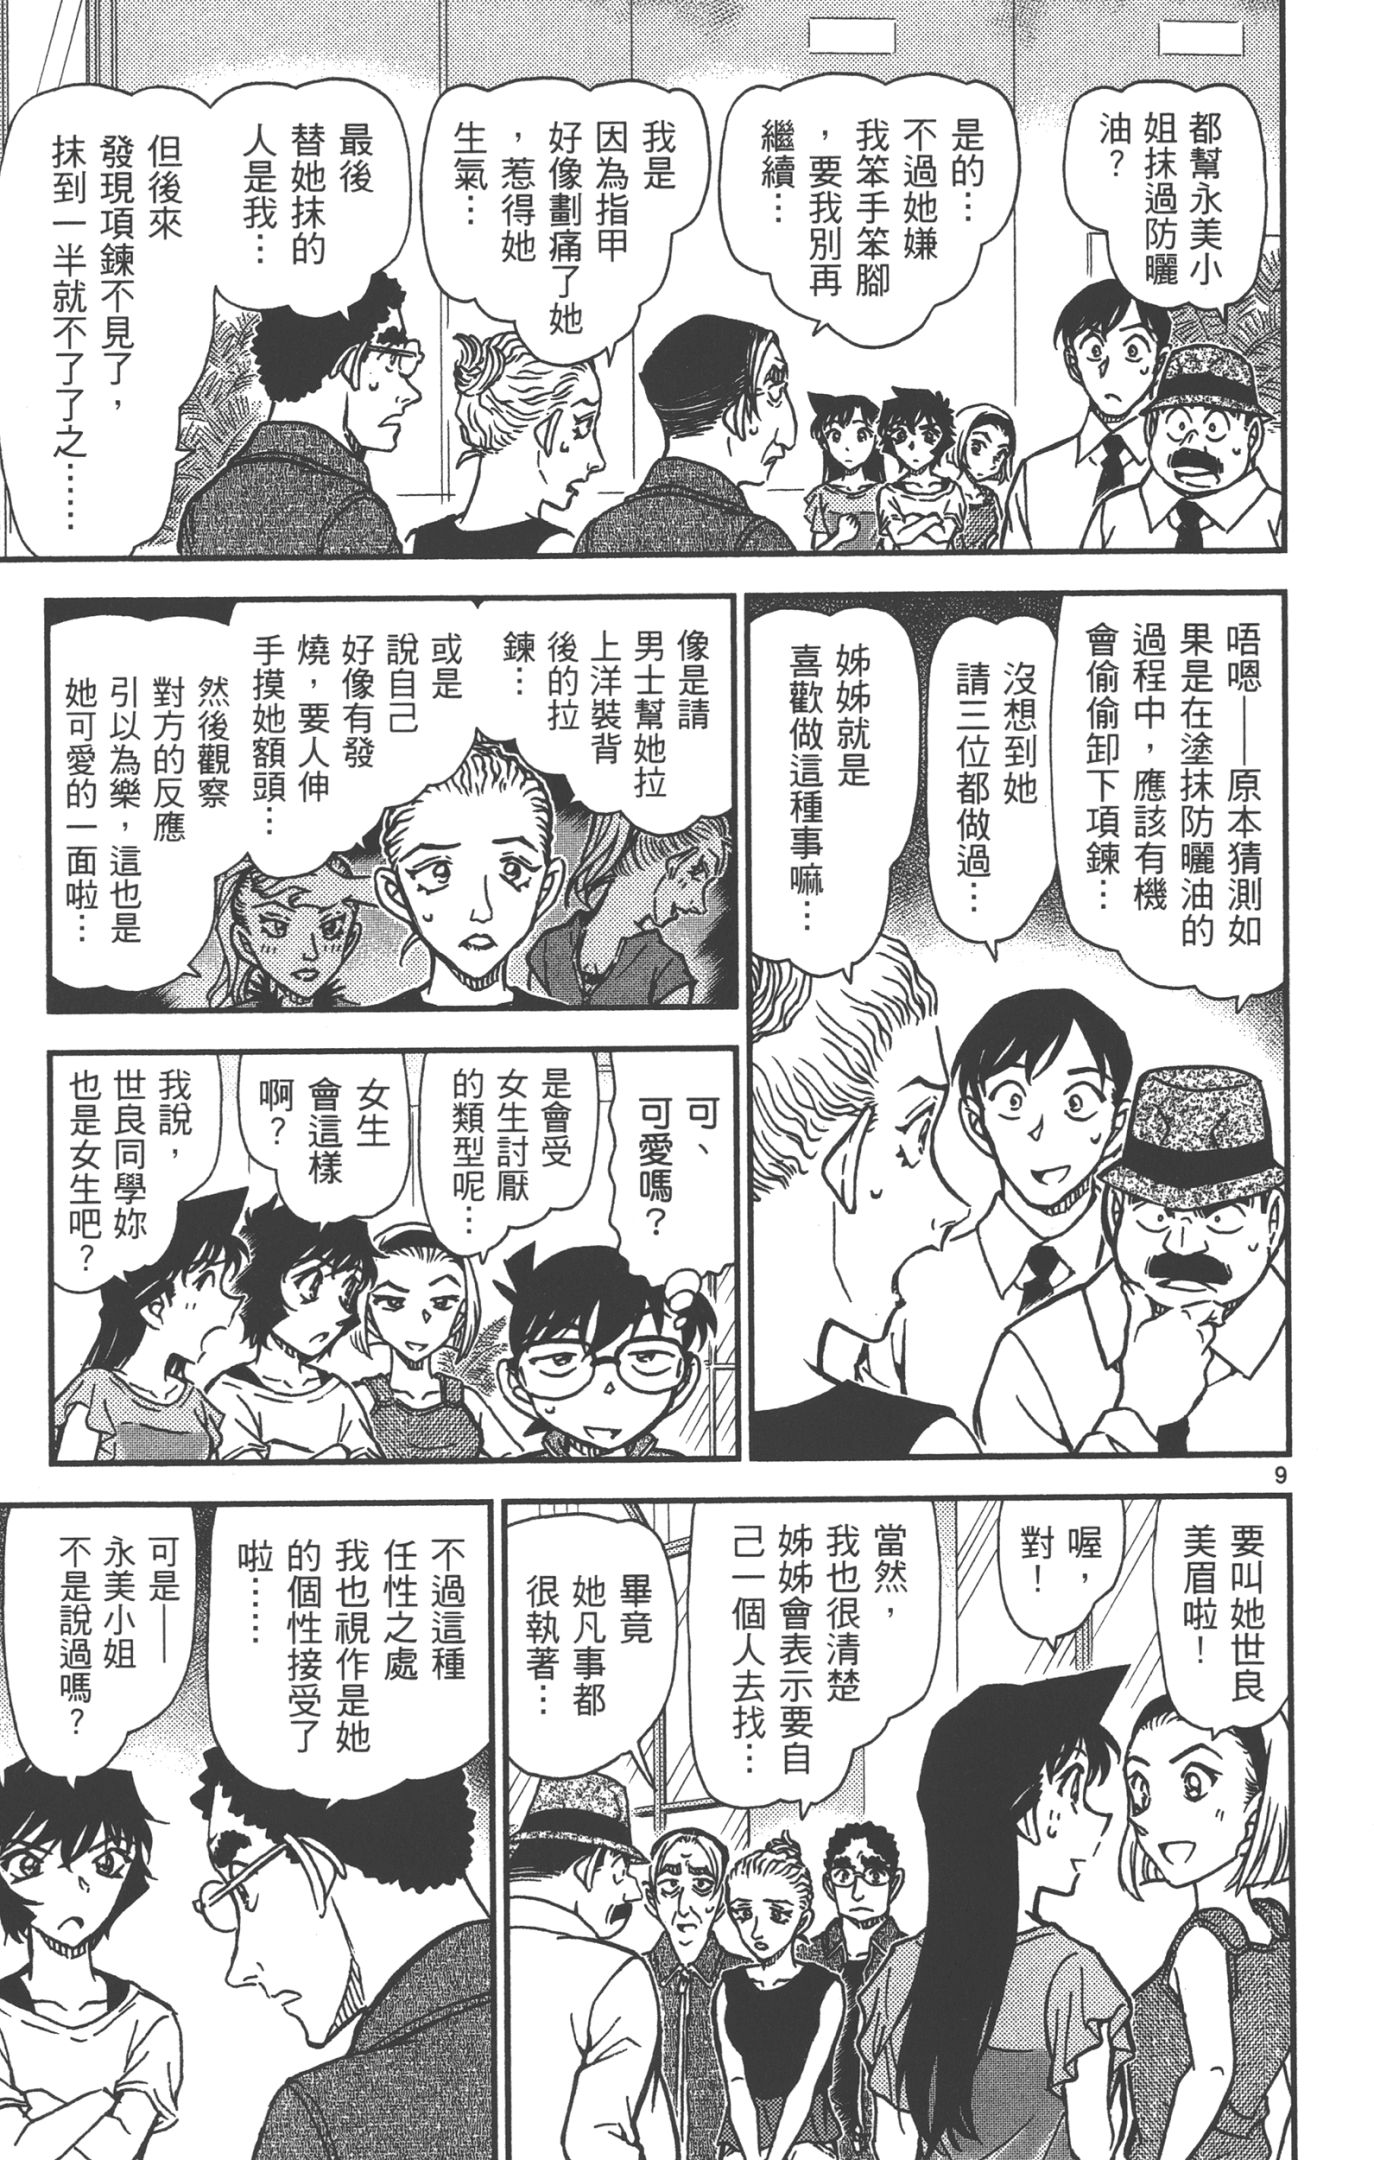 都幫永美小
姐抹過防曬
油?
是的…
不過她嫌
我笨手笨腳
,要我別再
繼續…
我是
因為指甲
好像劃痛了她
,惹得她
生氣…
最後
替她抹的
人是我…
但後來
發現項鍊不見了,
抹到一半就不了了之……
唔嗯——原本猜測如
果是在塗抹防曬油的
過程中,應該有機
會偷偷卸下項鍊…
沒想到她
請三位都做過…
姊姊就是
喜歡做這種事嘛…
像是請
男士幫她拉
上洋裝背
後的拉
鍊…
或是
說自己
好像有發
燒,要人伸
手摸她額頭…
然後觀察
對方的反應
引以為樂,這也是
她可愛的一面啦…
可、
可愛嗎?
是會受
女生討厭
的類型呢…
女生
會這樣
啊?
我說,
世良同學妳
也是女生吧?
9
要叫她世良
美眉啦!
喔,
對!
當然,
我也很清楚
姊姊會表示要自
己一個人去找…
畢竟
她凡事都
很執著…
不過這種
任性之處
我也視作是她
的個性接受了
啦……
可是——
永美小姐
不是說過嗎?